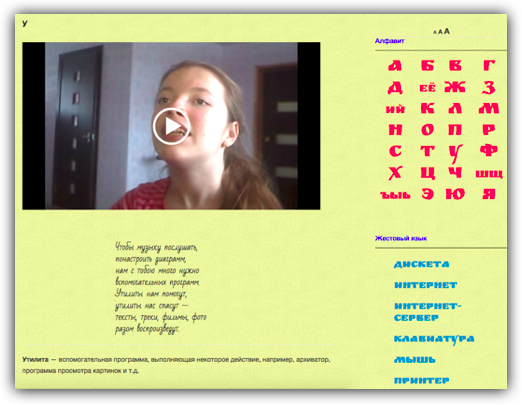 У
A A A
Чтобы музыку послушать,
понастроить диаграмм,
нам с тобою много нужно
вспомогательных программ.
Утилиты нам помогут,
утилиты нас спасут —
тексты, треки, фильмы, фото
разом воспроизведут.
Утилита — вспомогательная программа, выполняющая некоторое действие, например, архиватор,
программа просмотра картинок и т.д.
Алфавит
А Б В Г
Д ЕЁ Ж З
ИЙ К Л М
Н О П Р
С Т У Ф
Х Ц Ч ШЩ
ЪЫЬ Э Ю Я
Жестовый язык
ДИСКЕТА
ИНТЕРНЕТ
ИНТЕРНЕТ-
СЕРВЕР
КЛАВИАТУРА
МЫШЬ
ПРИНТЕР